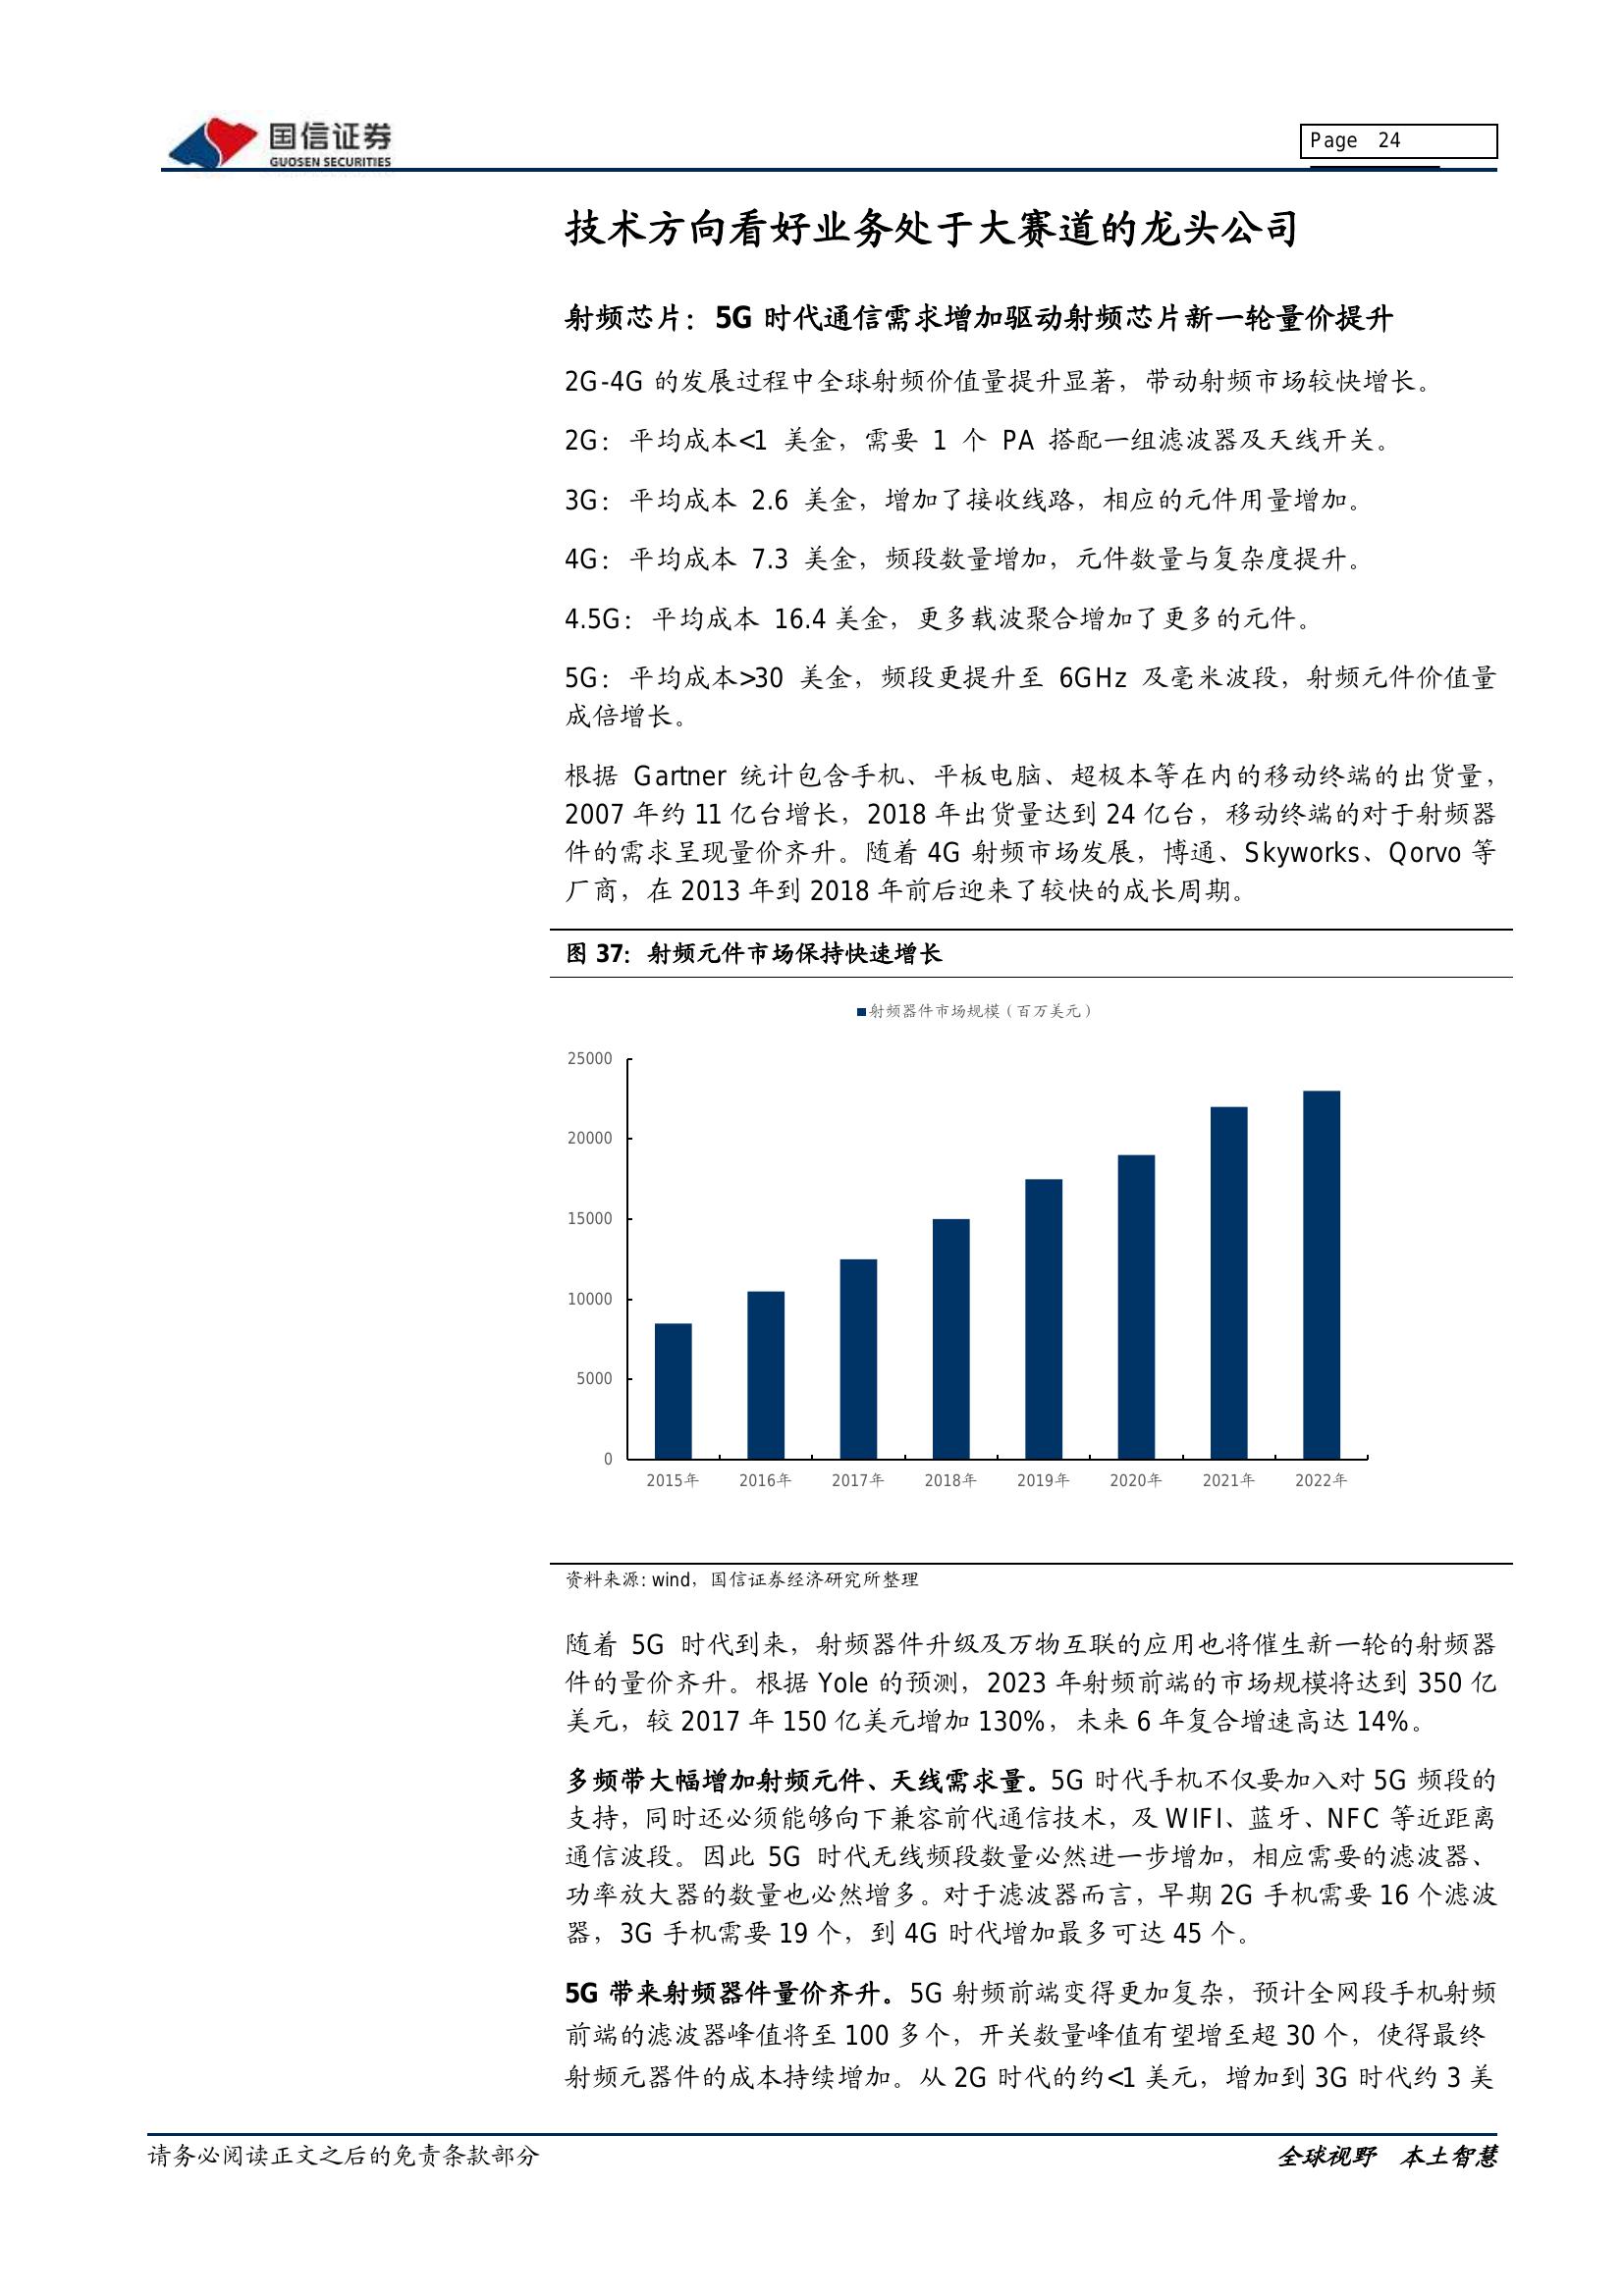 国信证券
GUOSEN SECURITIES
Page 24
技术方向看好业务处于大赛道的龙头公司
射频芯片：5G 时代通信需求增加驱动射频芯片新一轮量价提升
2G-4G 的发展过程中全球射频价值量提升显著，带动射频市场较快增长。
2G：平均成本<1 美金，需要 1 个 PA 搭配一组滤波器及天线开关。
3G：平均成本 2.6 美金，增加了接收线路，相应的元件用量增加。
4G：平均成本 7.3 美金，频段数量增加，元件数量与复杂度提升。
4.5G：平均成本 16.4 美金，更多载波聚合增加了更多的元件。
5G：平均成本>30 美金，频段更提升至 6GHz 及毫米波段，射频元件价值量
成倍增长。
根据 Gartner 统计包含手机、平板电脑、超极本等在内的移动终端的出货量，
2007 年约 11 亿台增长，2018 年出货量达到 24 亿台，移动终端的对于射频器
件的需求呈现量价齐升。随着 4G 射频市场发展，博通、Skyworks、Qorvo 等
厂商，在 2013 年到 2018 年前后迎来了较快的成长周期。
图 37：射频元件市场保持快速增长
射频器件市场规模（百万美元）
25000
20000
15000
10000
5000
0
2015年 2016年 2017年 2018年 2019年 2020年 2021年 2022年
资料来源: wind，国信证券经济研究所整理
随着 5G 时代到来，射频器件升级及万物互联的应用也将催生新一轮的射频器
件的量价齐升。根据 Yole 的预测，2023 年射频前端的市场规模将达到 350 亿
美元，较 2017 年 150 亿美元增加 130%，未来 6 年复合增速高达 14%。
多频带大幅增加射频元件、天线需求量。5G 时代手机不仅要加入对 5G 频段的
支持，同时还必须能够向下兼容前代通信技术，及 WIFI、蓝牙、NFC 等近距离
通信波段。因此 5G 时代无线频段数量必然进一步增加，相应需要的滤波器、
功率放大器的数量也必然增多。对于滤波器而言，早期 2G 手机需要 16 个滤波
器，3G 手机需要 19 个，到 4G 时代增加最多可达 45 个。
5G 带来射频器件量价齐升。5G 射频前端变得更加复杂，预计全网段手机射频
前端的滤波器峰值将至 100 多个，开关数量峰值有望增至超 30 个，使得最终
射频元器件的成本持续增加。从 2G 时代的约<1 美元，增加到 3G 时代约 3 美
请务必阅读正文之后的免责条款部分
全球视野 本土智慧